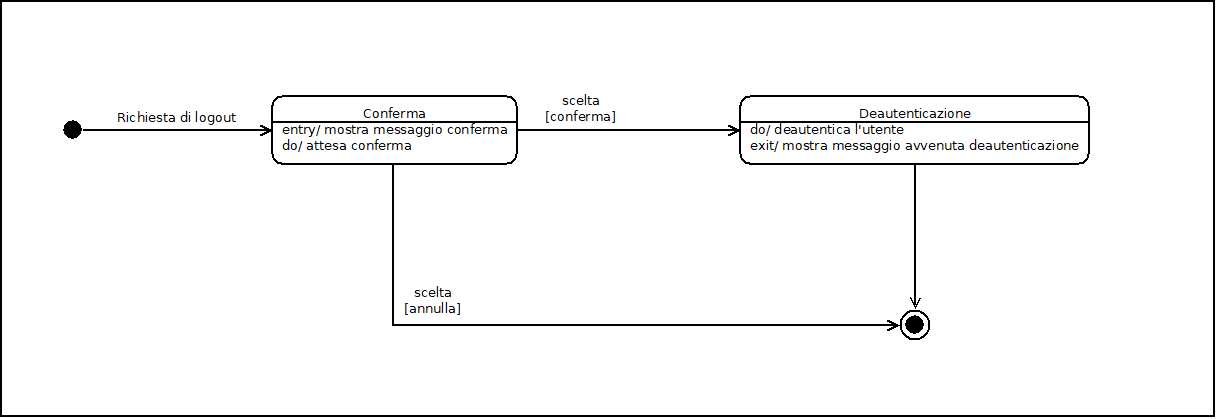 Richiesta di logout
Conferma
entry/ mostra messaggio conferma
do/ attesa conferma
scelta
[conferma]
Deautenticazione
do/ deautentica l'utente
exit/ mostra messaggio avvenuta deautenticazione
scelta
[annulla]